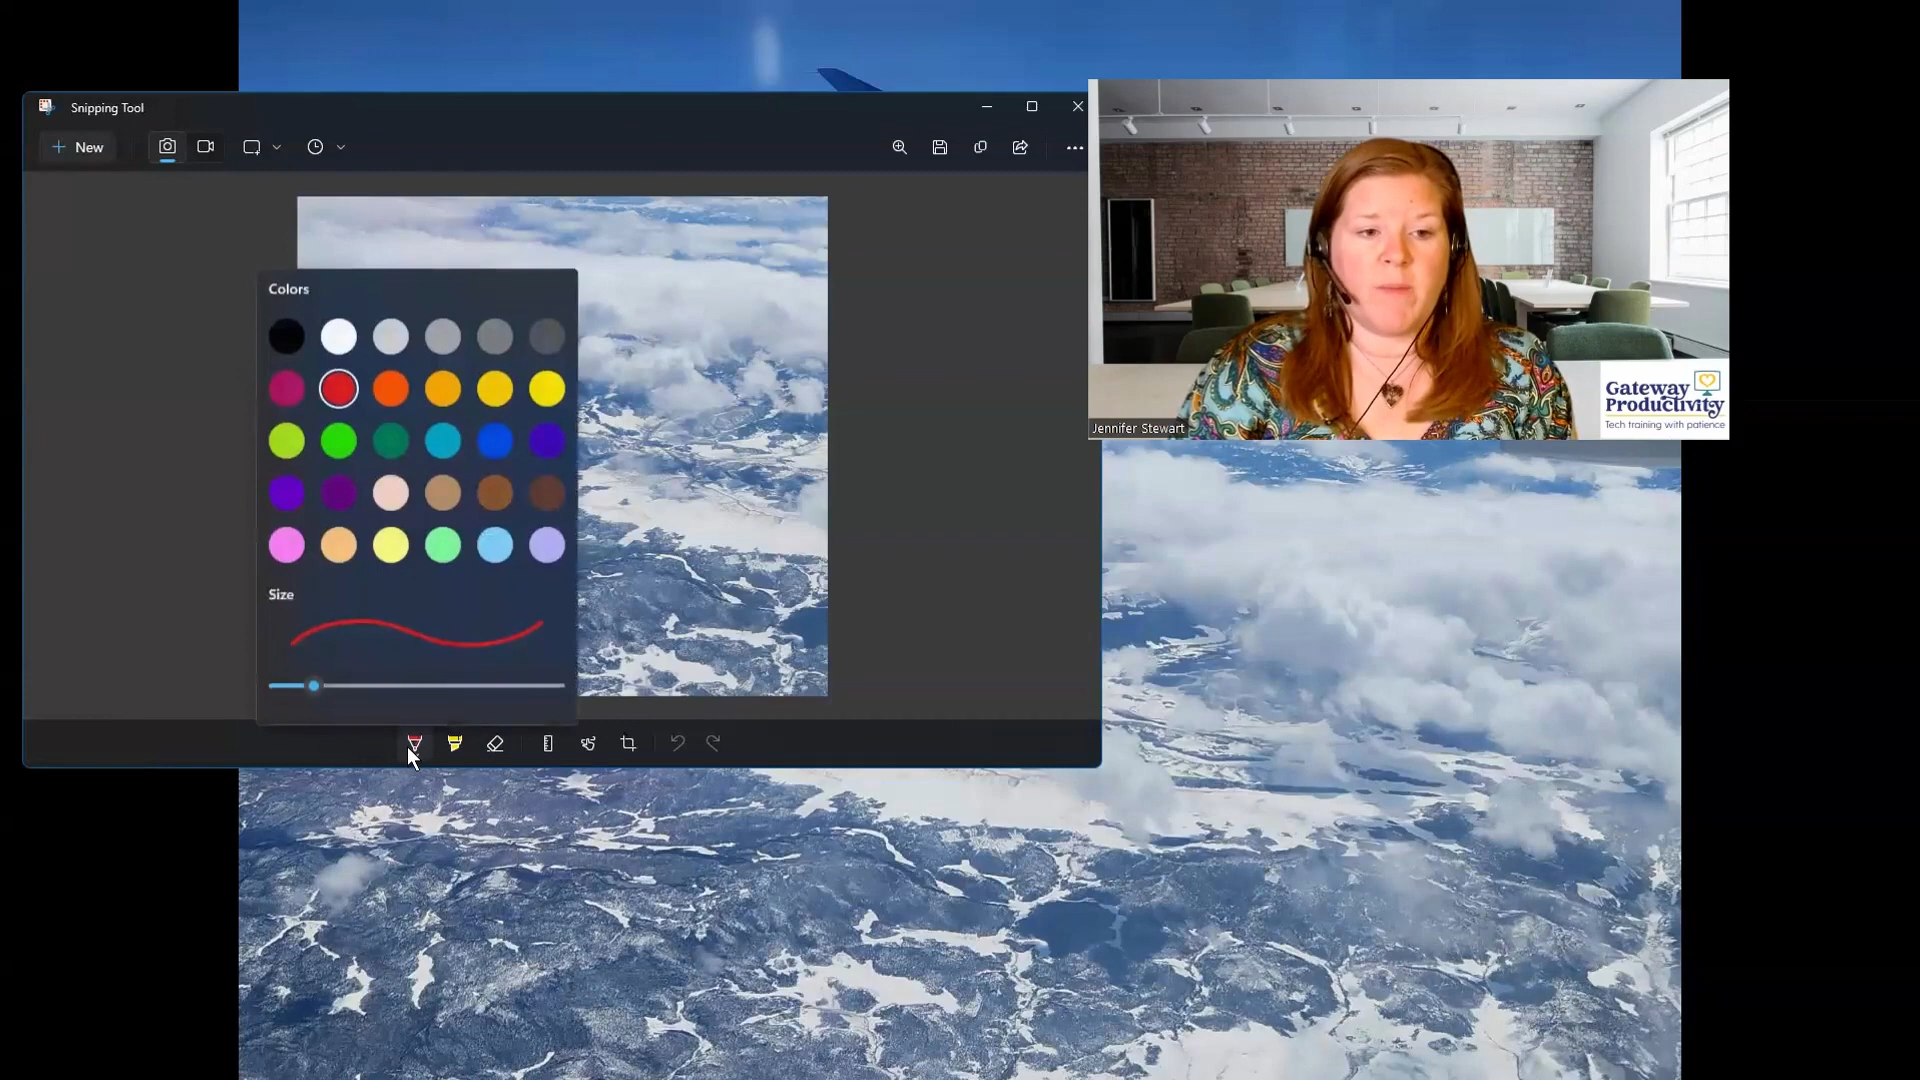 Snipping Tool
New
Colors
Size
Jennifer Stewart
Gateway
Productivity
Tech training with patience